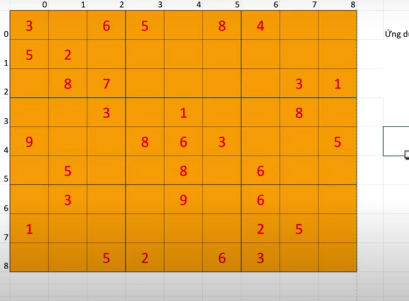 0 1 2 3 4 5 6 7 8
0 3 6 5 8 4
Ứng
1 5 2
2 8 7 3 1
3 3 1 8
4 9 8 6 3 5
5 5 8 6
6 3 9 6
7 1 2 5
8 5 2 6 3